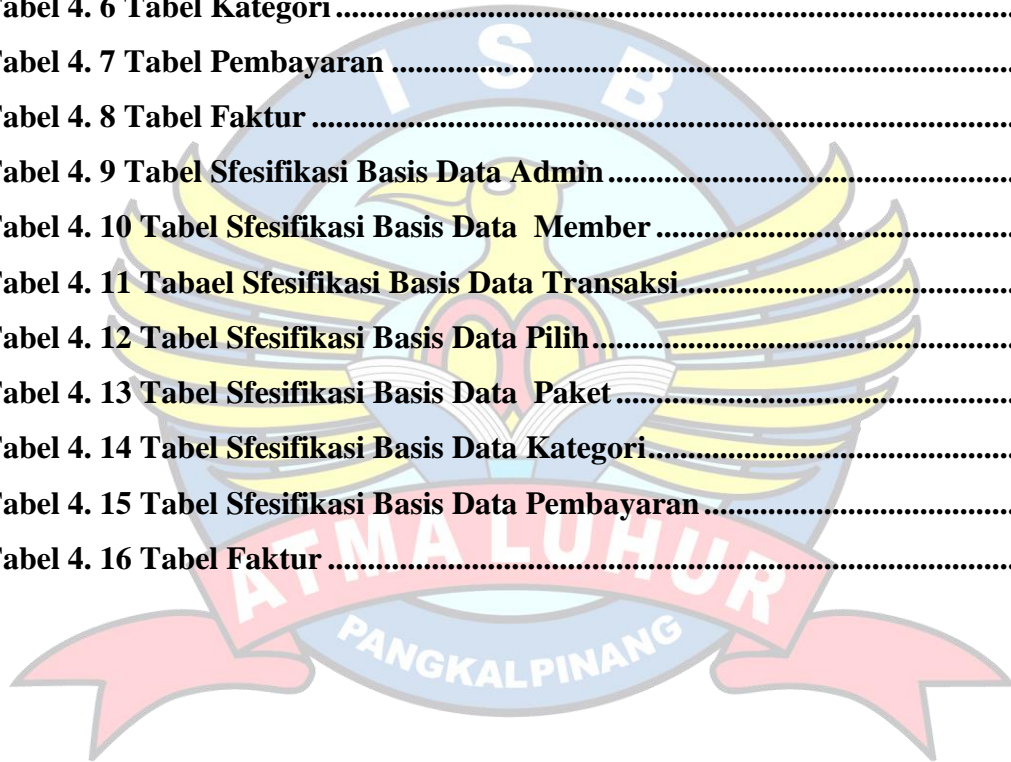 Tabel 4. 6 Tabel Kategori
Tabel 4. 7 Tabel Pembayaran
Tabel 4. 8 Tabel Faktur
Tabel 4. 9 Tabel Sfesifikasi Basis Data Admin
Tabel 4. 10 Tabel Sfesifikasi Basis Data  Member
Tabel 4. 11 Tabael Sfesifikasi Basis Data Transaksi
Tabel 4. 12 Tabel Sfesifikasi Basis Data Pilih
Tabel 4. 13 Tabel Sfesifikasi Basis Data  Paket
Tabel 4. 14 Tabel Sfesifikasi Basis Data Kategori
Tabel 4. 15 Tabel Sfesifikasi Basis Data Pembayaran
Tabel 4. 16 Tabel Faktur
I S B
ATMA LUHUR
PANGKALPINANG